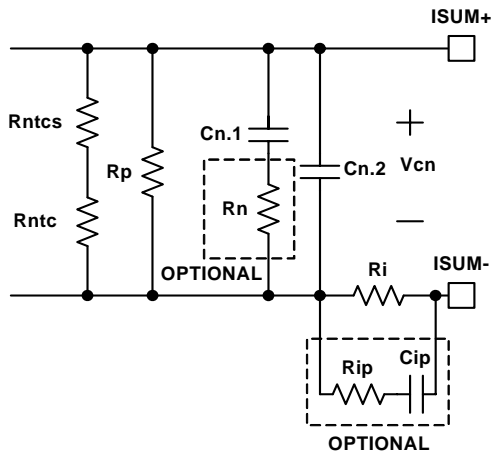 ISUM+
Rntcs
Cn.1
+
Rp
Cn.2
Vcn
Rn
Rntc
−
OPTIONAL
Ri
ISUM-
Rip
Cip
OPTIONAL